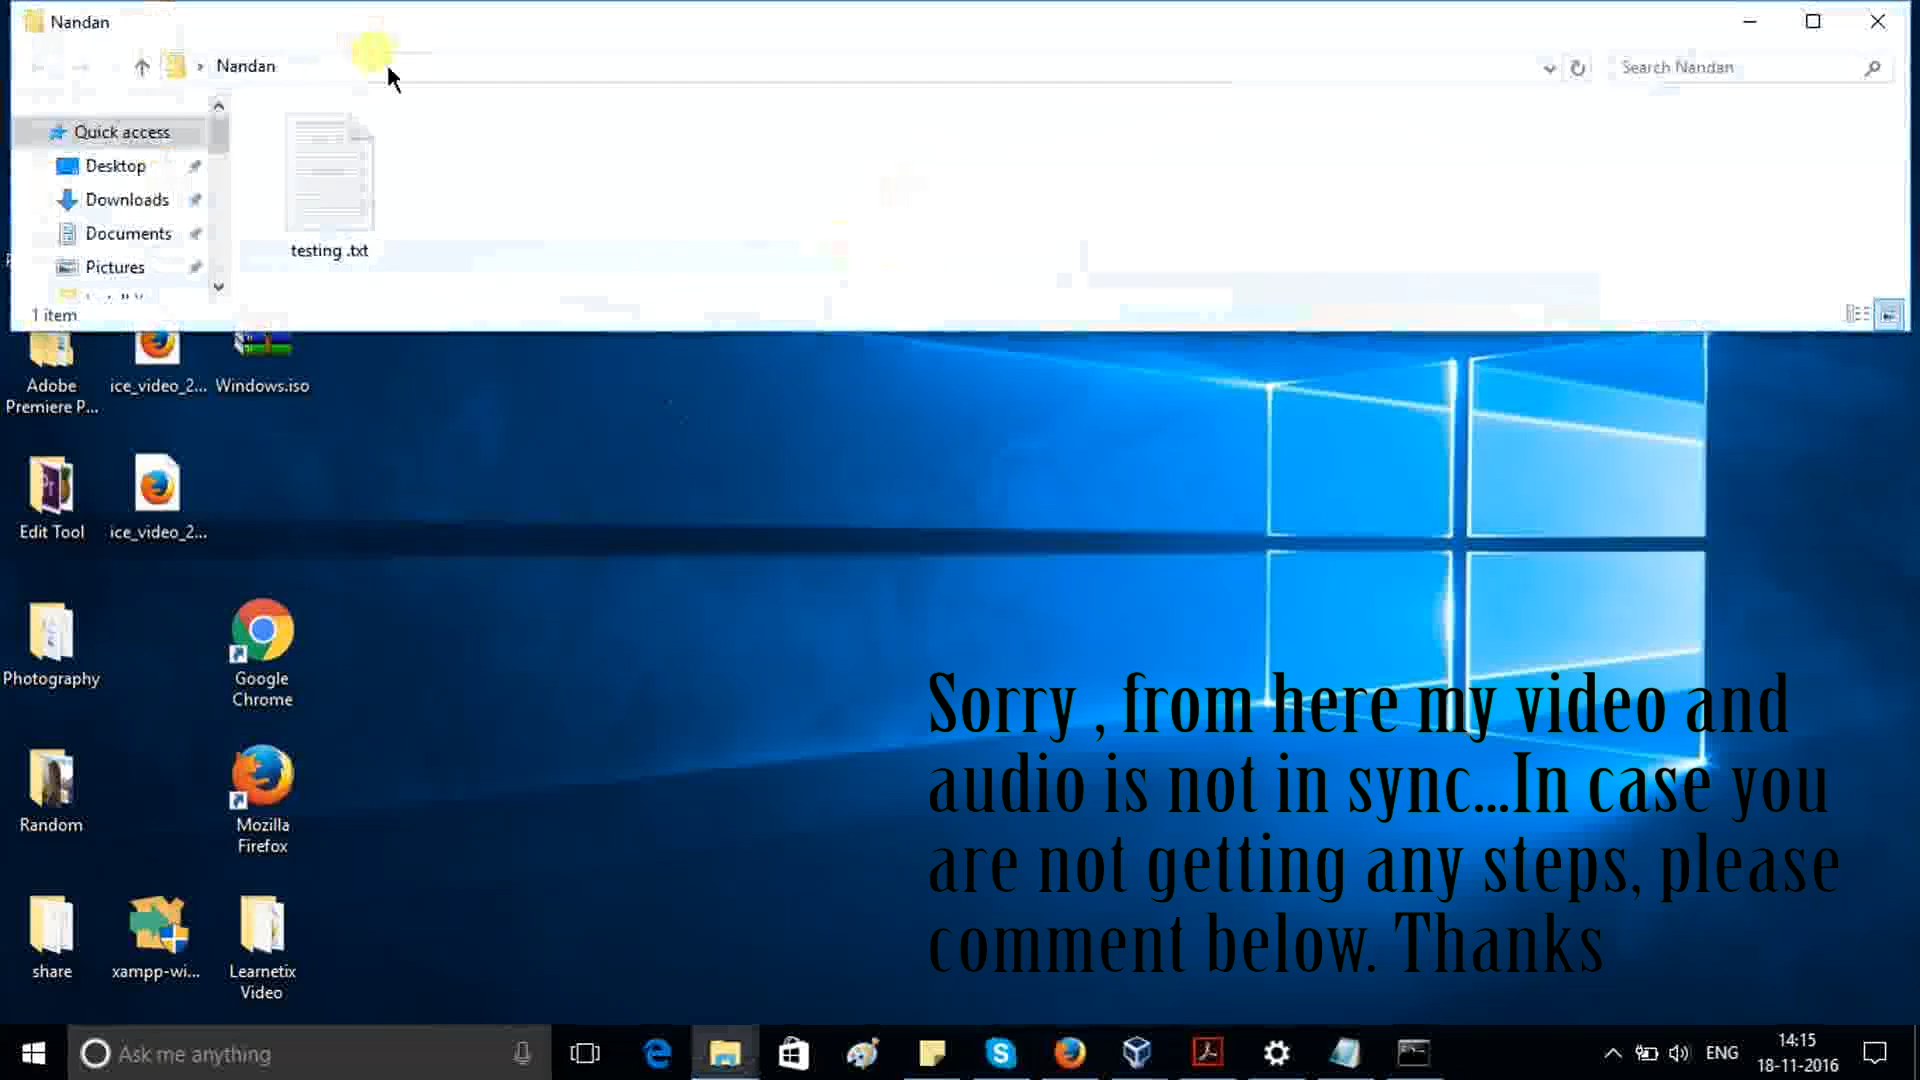 Nandan
Nandan
Search Nandan
Quick access
Desktop
Downloads
Documents
Pictures
testing .txt
1 item
Adobe
Premiere P...
ice_video_2...
Windows.iso
Edit Tool
ice_video_2...
Photography
Google
Chrome
Random
Mozilla
Firefox
share
xampp-wi...
Learnetix
Video
Sorry , from here my video and
audio is not in sync...In case you
are not getting any steps, please
comment below. Thanks
Ask me anything
ENG
14:15
18-11-2016